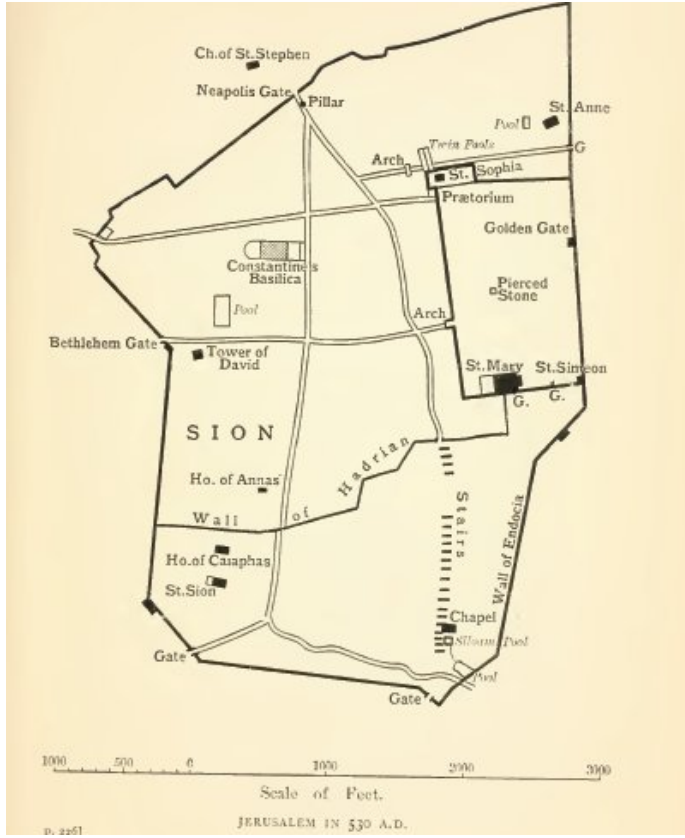 Ch. of St. Stephen
Neapolis Gate
Pillar
St. Anne
Pool
Twin Pools
Arch
G
St. Sophia
Prætorium
Golden Gate
Constantine's
Basilica
Pierced
Stone
Pool
Arch
Bethlehem Gate
Tower of
David
St. Mary
St. Simeon
G.
G.
SION
Ho. of Annas
Wall of Hadrian
Stairs
Wall of Endocia
Ho. of Caiaphas
St. Sion
Chapel
Siloam Pool
Gate
Pool
Gate
1000 500 0 1000 2000 3000
Scale of Feet.
JERUSALEM IN 530 A.D.
P. 226]